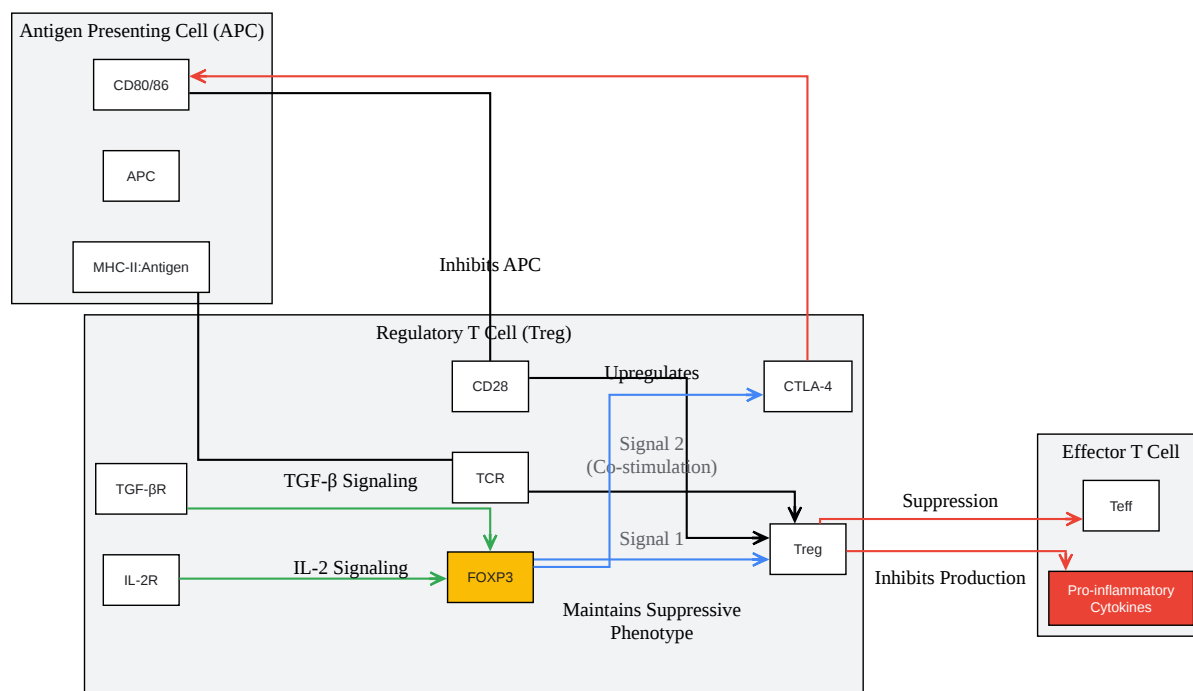 Antigen Presenting Cell (APC)
CD80/86
APC
MHC-II:Antigen
Inhibits APC
Regulatory T Cell (Treg)
CD28
Upregulates
CTLA-4
Signal 2
(Co-stimulation)
TCR
TGF-β Signaling
TGF-βR
Signal 1
Treg
IL-2 Signaling
IL-2R
FOXP3
Maintains Suppressive
Phenotype
Effector T Cell
Suppression
Teff
Inhibits Production
Pro-inflammatory
Cytokines